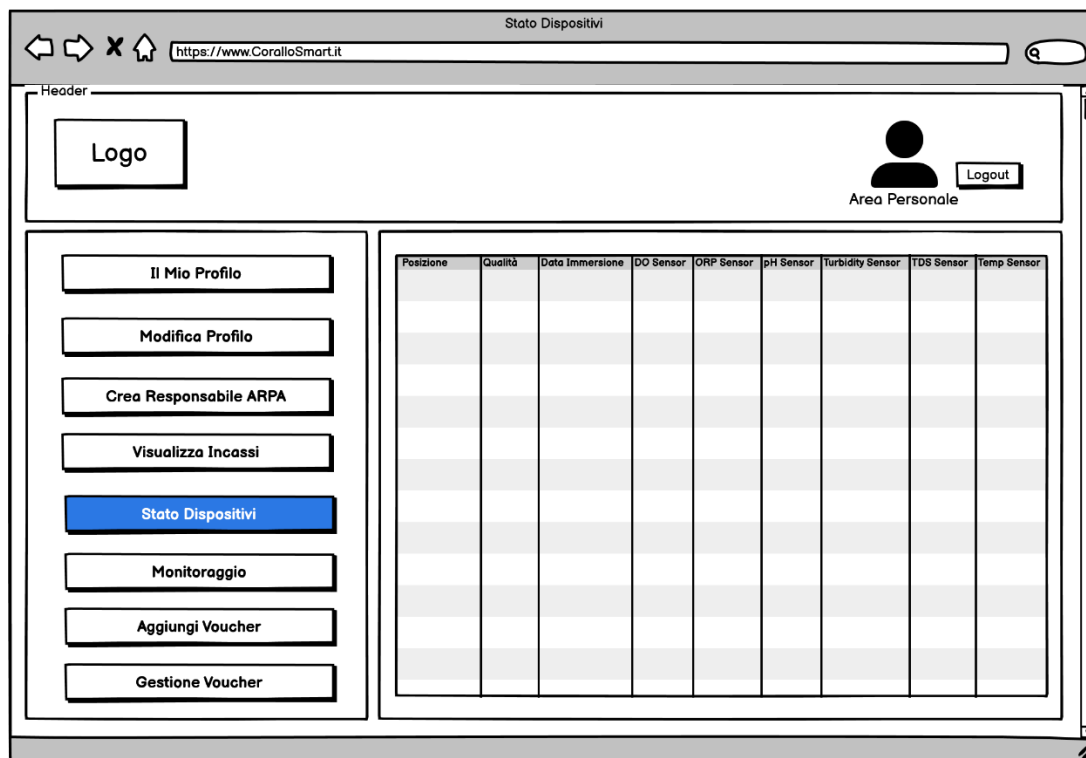 Stato Dispositivi
https://www.CoralloSmart.it
Header
Logo
Logout
Area Personale
Il Mio Profilo
Modifica Profilo
Crea Responsabile ARPA
Visualizza Incassi
Stato Dispositivi
Monitoraggio
Aggiungi Voucher
Gestione Voucher
Posizione Qualità Data Immersione DO Sensor ORP Sensor pH Sensor Turbidity Sensor TDS Sensor Temp Sensor